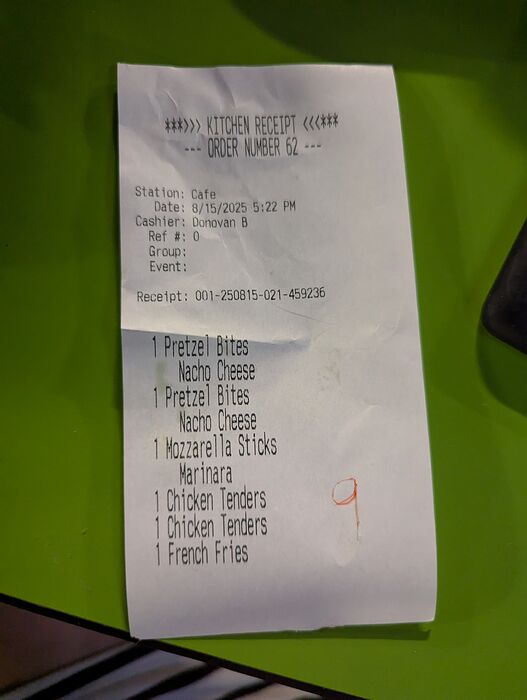 ***>>> KITCHEN RECEIPT <<<***
--- ORDER NUMBER 62 ---
Station: Cafe
Date: 8/15/2025 5:22 PM
Cashier: Donovan B
Ref #: 0
Group:
Event:
Receipt: 001-250815-021-459236
1 Pretzel Bites
Nacho Cheese
1 Pretzel Bites
Nacho Cheese
1 Mozzarella Sticks
Marinara
1 Chicken Tenders
1 Chicken Tenders
1 French Fries
9